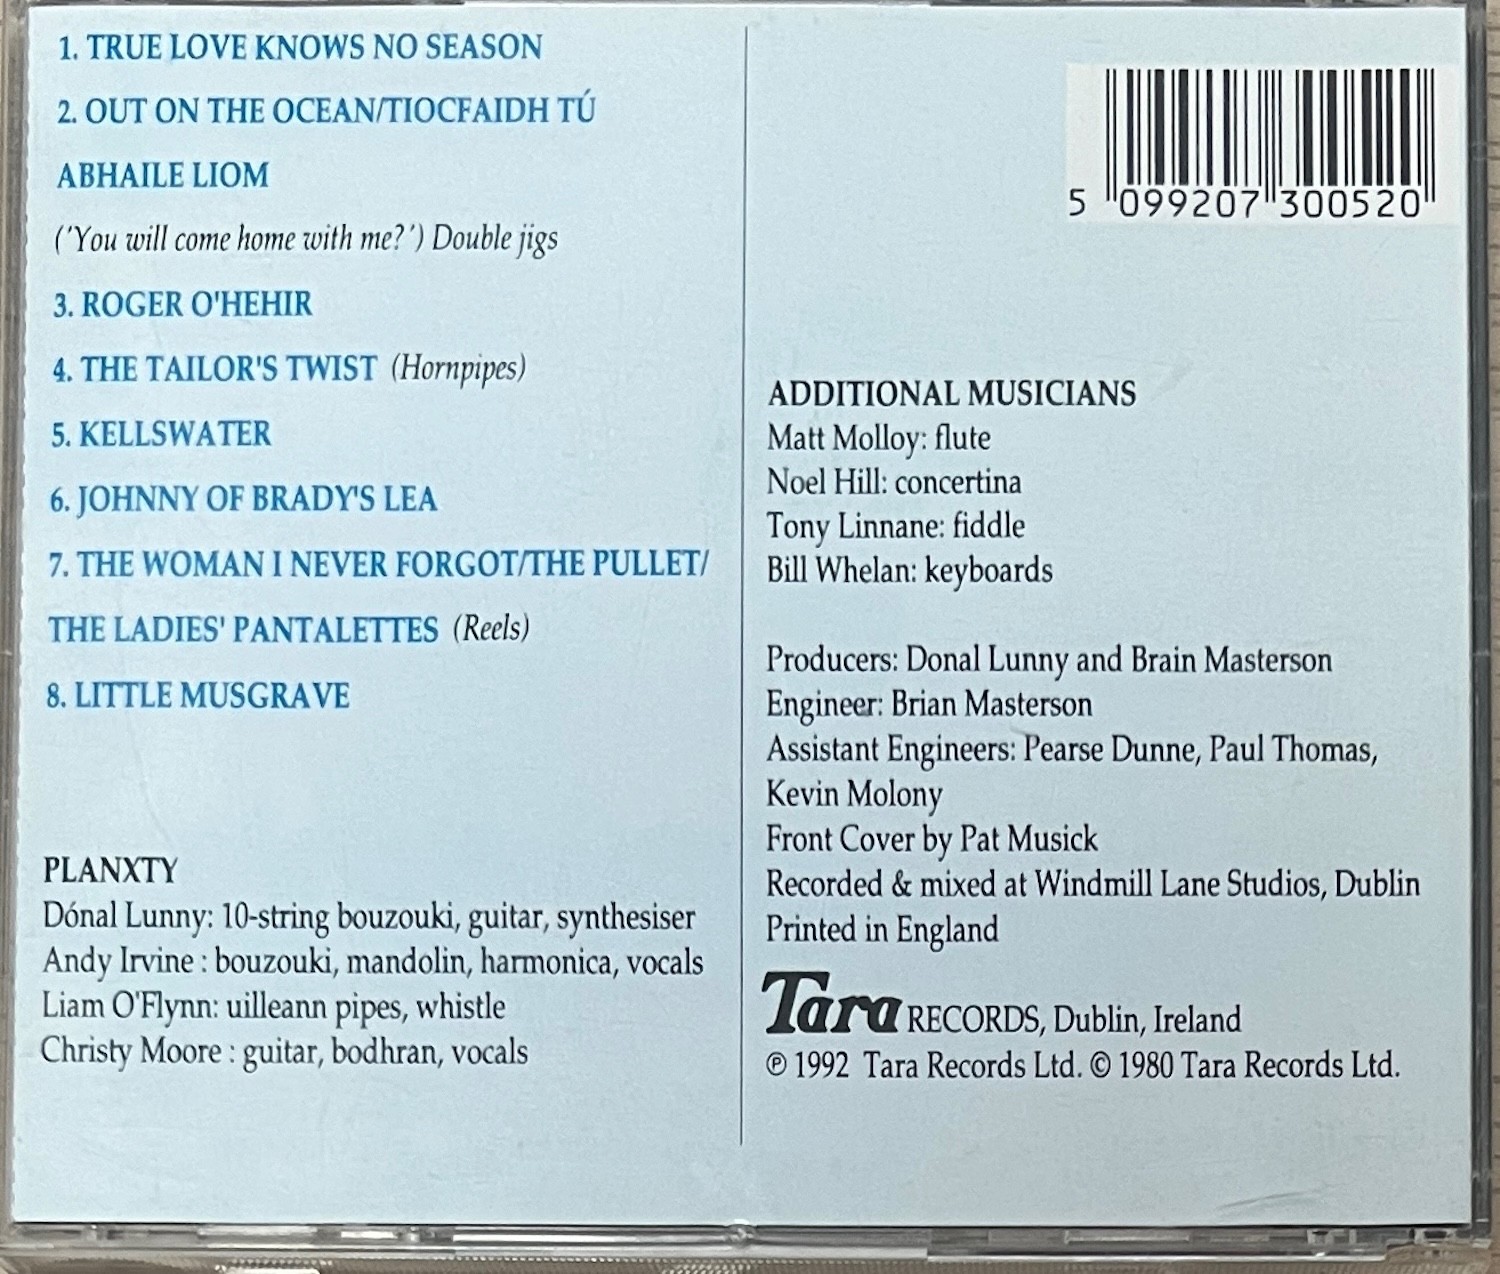 1. TRUE LOVE KNOWS NO SEASON
2. OUT ON THE OCEAN/TIOCFAIDH TÚ
ABHAILE LIOM
('You will come home with me?') Double jigs
3. ROGER O'HEHIR
4. THE TAILOR'S TWIST (Hornpipes)
5. KELLSWATER
6. JOHNNY OF BRADY'S LEA
7. THE WOMAN I NEVER FORGOT/THE PULLET/
THE LADIES' PANTALETTES (Reels)
8. LITTLE MUSGRAVE
PLANXTY
Dónal Lunny: 10-string bouzouki, guitar, synthesiser
Andy Irvine : bouzouki, mandolin, harmonica, vocals
Liam O'Flynn: uilleann pipes, whistle
Christy Moore : guitar, bodhran, vocals
5 099207 300520
ADDITIONAL MUSICIANS
Matt Molloy: flute
Noel Hill: concertina
Tony Linnane: fiddle
Bill Whelan: keyboards
Producers: Donal Lunny and Brain Masterson
Engineer: Brian Masterson
Assistant Engineers: Pearse Dunne, Paul Thomas,
Kevin Molony
Front Cover by Pat Musick
Recorded & mixed at Windmill Lane Studios, Dublin
Printed in England
Tara RECORDS, Dublin, Ireland
℗ 1992 Tara Records Ltd. © 1980 Tara Records Ltd.